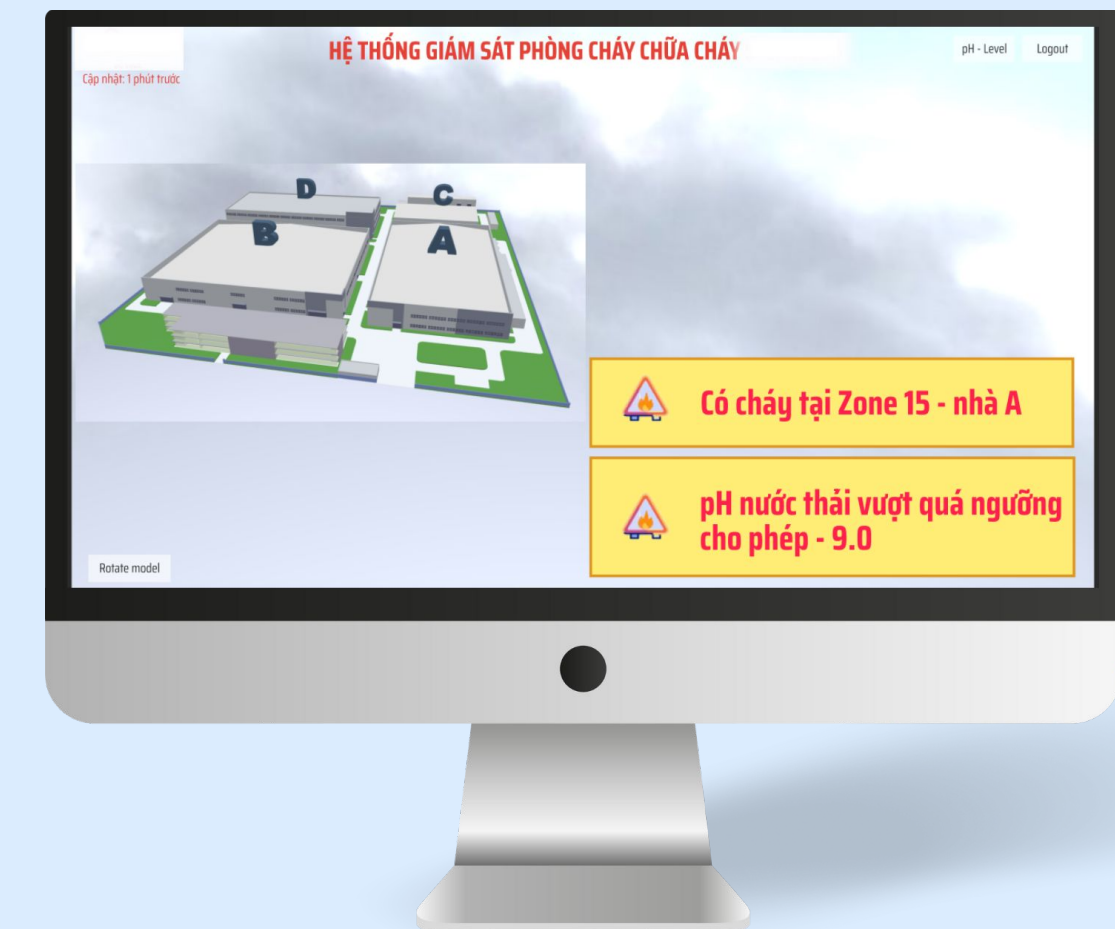 HỆ THỐNG GIÁM SÁT PHÒNG CHÁY CHỮA CHÁY
pH - Level
Logout
Cập nhật: 1 phút trước
D
C
B
A
Có cháy tại Zone 15 - nhà A
pH nước thải vượt quá ngưỡng
cho phép - 9.0
Rotate model